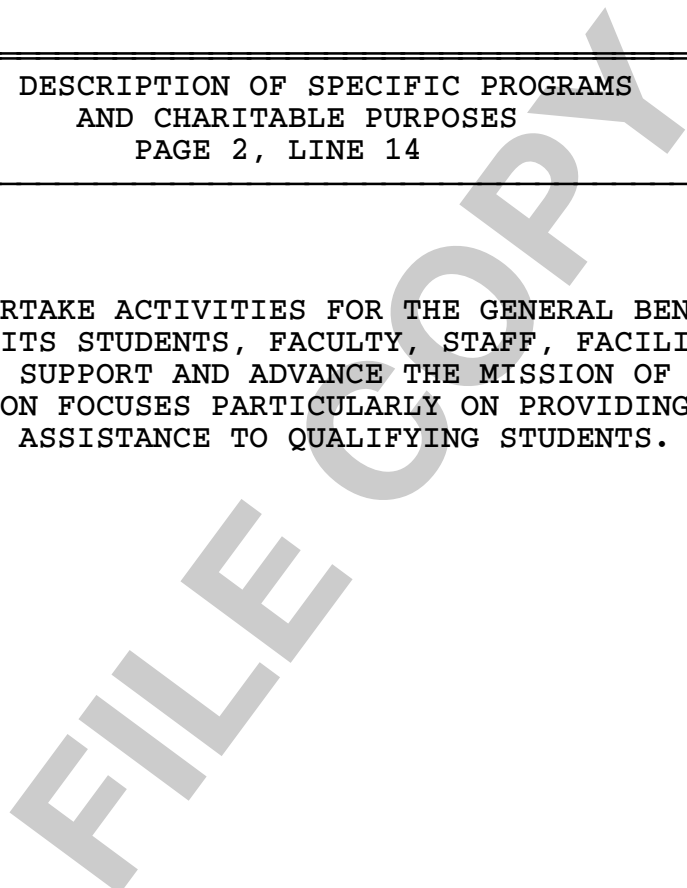 DESCRIPTION OF SPECIFIC PROGRAMS
AND CHARITABLE PURPOSES
PAGE 2, LINE 14
RTAKE ACTIVITIES FOR THE GENERAL BEN
ITS STUDENTS, FACULTY, STAFF, FACILI
SUPPORT AND ADVANCE THE MISSION OF
ON FOCUSES PARTICULARLY ON PROVIDING
ASSISTANCE TO QUALIFYING STUDENTS.
FILE COPY